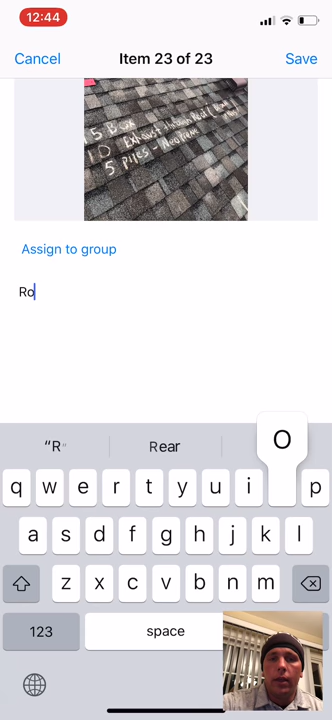 12:44
Cancel
Item 23 of 23
Save
5 Box
10 Exhaust
5 Pipes - Neoprene
Assign to group
Ro
“R”
Rear
O
q w e r t y u i p
a s d f g h j k l
z x c v b n m
123
space